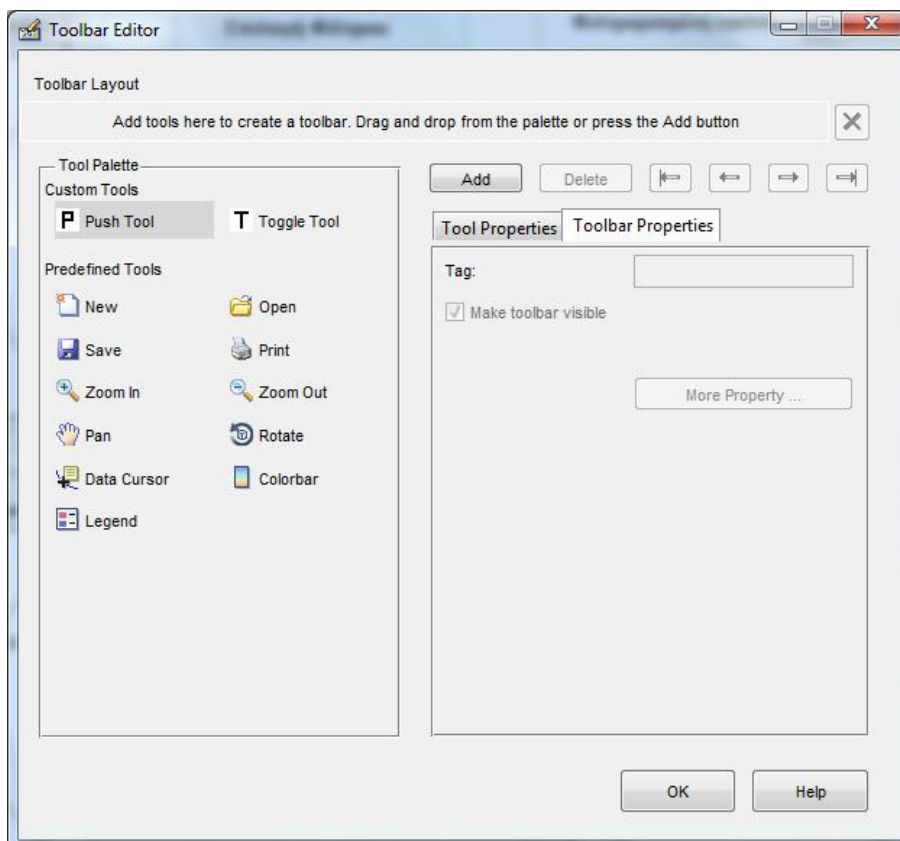 Toolbar Editor
Toolbar Layout
Add tools here to create a toolbar. Drag and drop from the palette or press the Add button
Tool Palette
Custom Tools
P Push Tool T Toggle Tool
Predefined Tools
New Open
Save Print
Zoom In Zoom Out
Pan Rotate
Data Cursor Colorbar
Legend
Add Delete
Tool Properties Toolbar Properties
Tag:
Make toolbar visible
More Property ...
OK Help